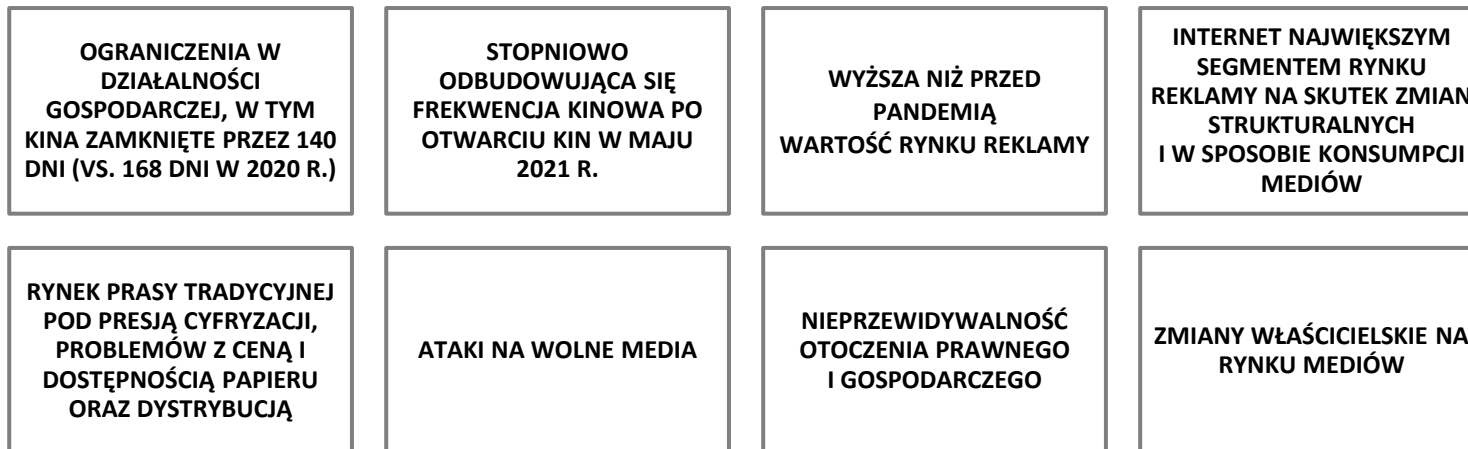 OGRANICZENIA W
DZIAŁALNOŚCI
GOSPODARCZEJ, W TYM
KINA ZAMKNIĘTE PRZEZ 140
DNI (VS. 168 DNI W 2020 R.)
STOPNIOWO
ODBUDOWUJĄCA SIĘ
FREKWENCJA KINOWA PO
OTWARCIU KIN W MAJU
2021 R.
WYŻSZA NIŻ PRZED
PANDEMIĄ
WARTOŚĆ RYNKU REKLAMY
INTERNET NAJWIĘKSZYM
SEGMENTEM RYNKU
REKLAMY NA SKUTEK ZMIAN
STRUKTURALNYCH
I W SPOSOBIE KONSUMPCJI
MEDIÓW
RYNEK PRASY TRADYCYJNEJ
POD PRESJĄ CYFRYZACJI,
PROBLEMÓW Z CENĄ I
DOSTĘPNOŚCIĄ PAPIERU
ORAZ DYSTRYBUCJĄ
ATAKI NA WOLNE MEDIA
NIEPRZEWIDYWALNOŚĆ
OTOCZENIA PRAWNEGO
I GOSPODARCZEGO
ZMIANY WŁAŚCICIELSKIE NA
RYNKU MEDIÓW